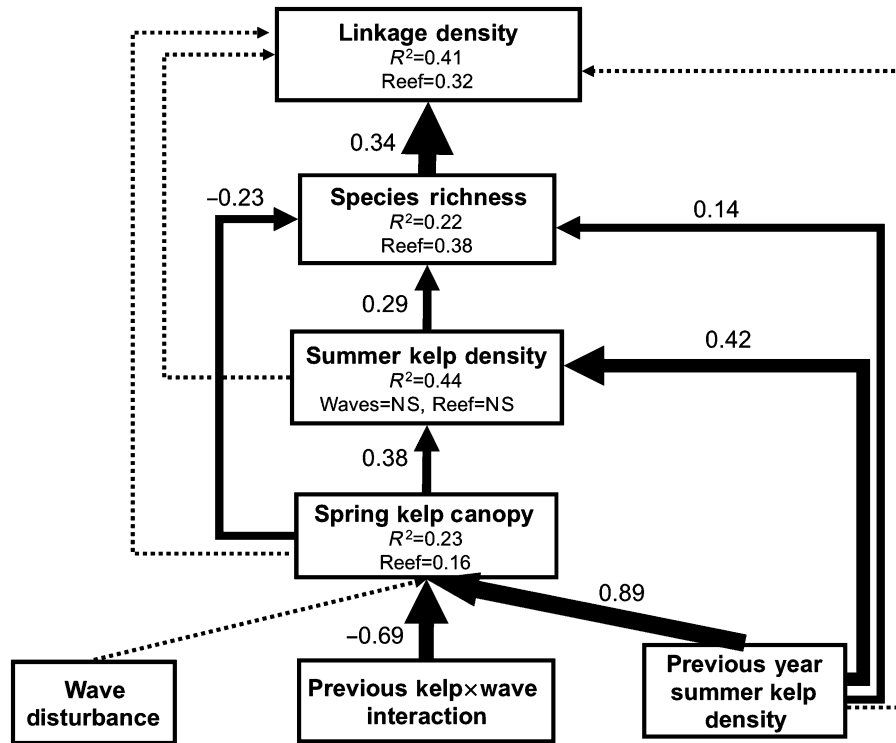 Linkage density
R²=0.41
Reef=0.32
0.34
−0.23
Species richness
R²=0.22
Reef=0.38
0.14
0.29
Summer kelp density
R²=0.44
Waves=NS, Reef=NS
0.42
0.38
Spring kelp canopy
R²=0.23
Reef=0.16
0.89
−0.69
Wave
disturbance
Previous kelp×wave
interaction
Previous year
summer kelp
density